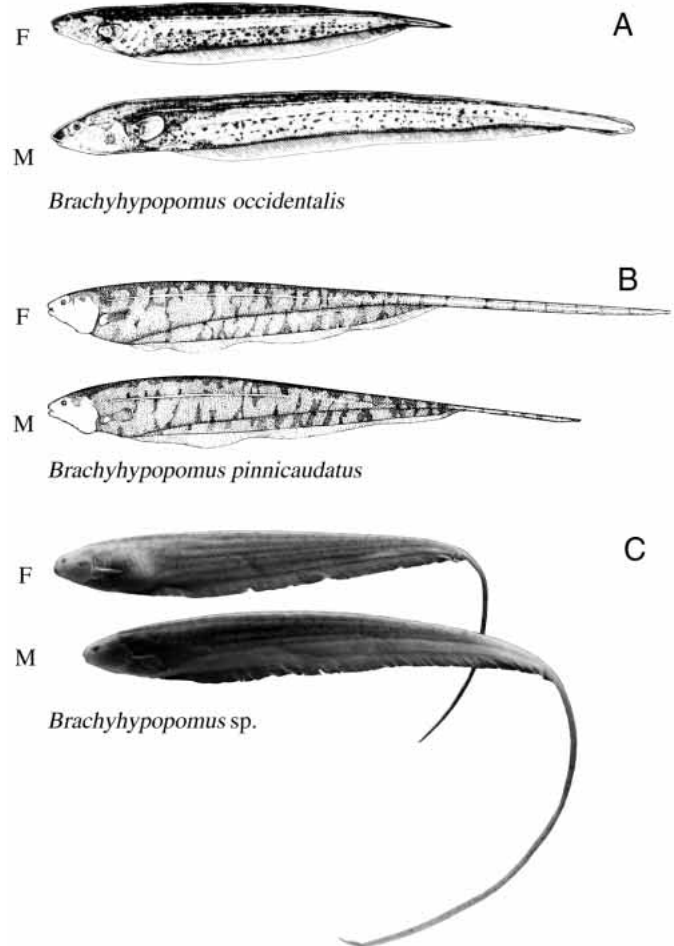 A
F
M
Brachyhypopomus occidentalis
B
F
M
Brachyhypopomus pinnicaudatus
C
F
M
Brachyhypopomus sp.